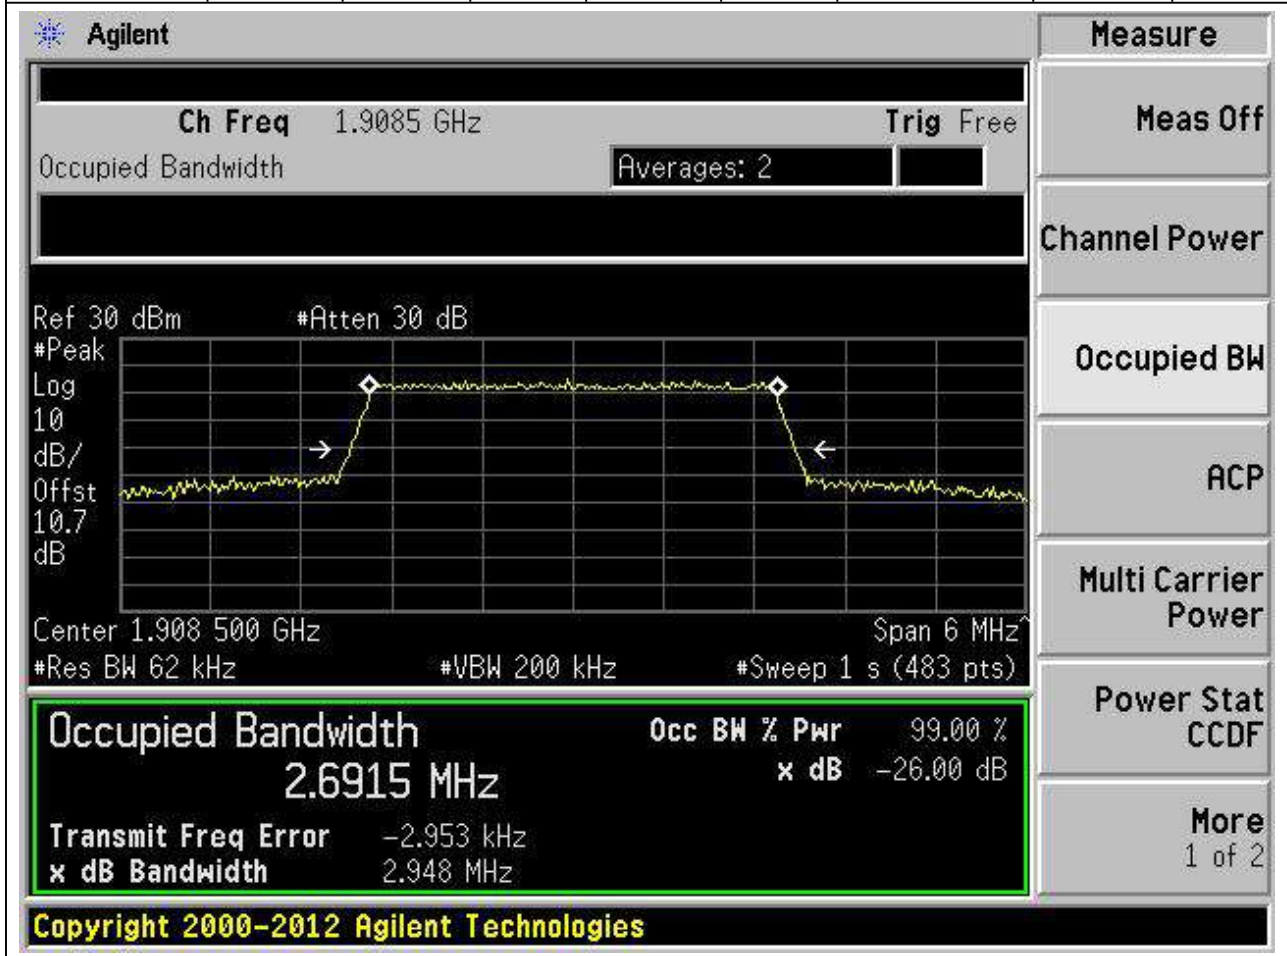 Agilent
Measure
Ch Freq 1.9085 GHz Trig Free
Occupied Bandwidth Averages: 2
Meas Off
Channel Power
Occupied BW
ACP
Multi Carrier
Power
Power Stat
CCDF
More
1 of 2
Ref 30 dBm #Atten 30 dB
#Peak
Log
10
dB/
Offst
10.7
dB
Center 1.908 500 GHz Span 6 MHz^
#Res BW 62 kHz #VBW 200 kHz #Sweep 1 s (483 pts)
Occupied Bandwidth Occ BW % Pwr 99.00 %
2.6915 MHz x dB -26.00 dB
Transmit Freq Error -2.953 kHz
x dB Bandwidth 2.948 MHz
Copyright 2000-2012 Agilent Technologies